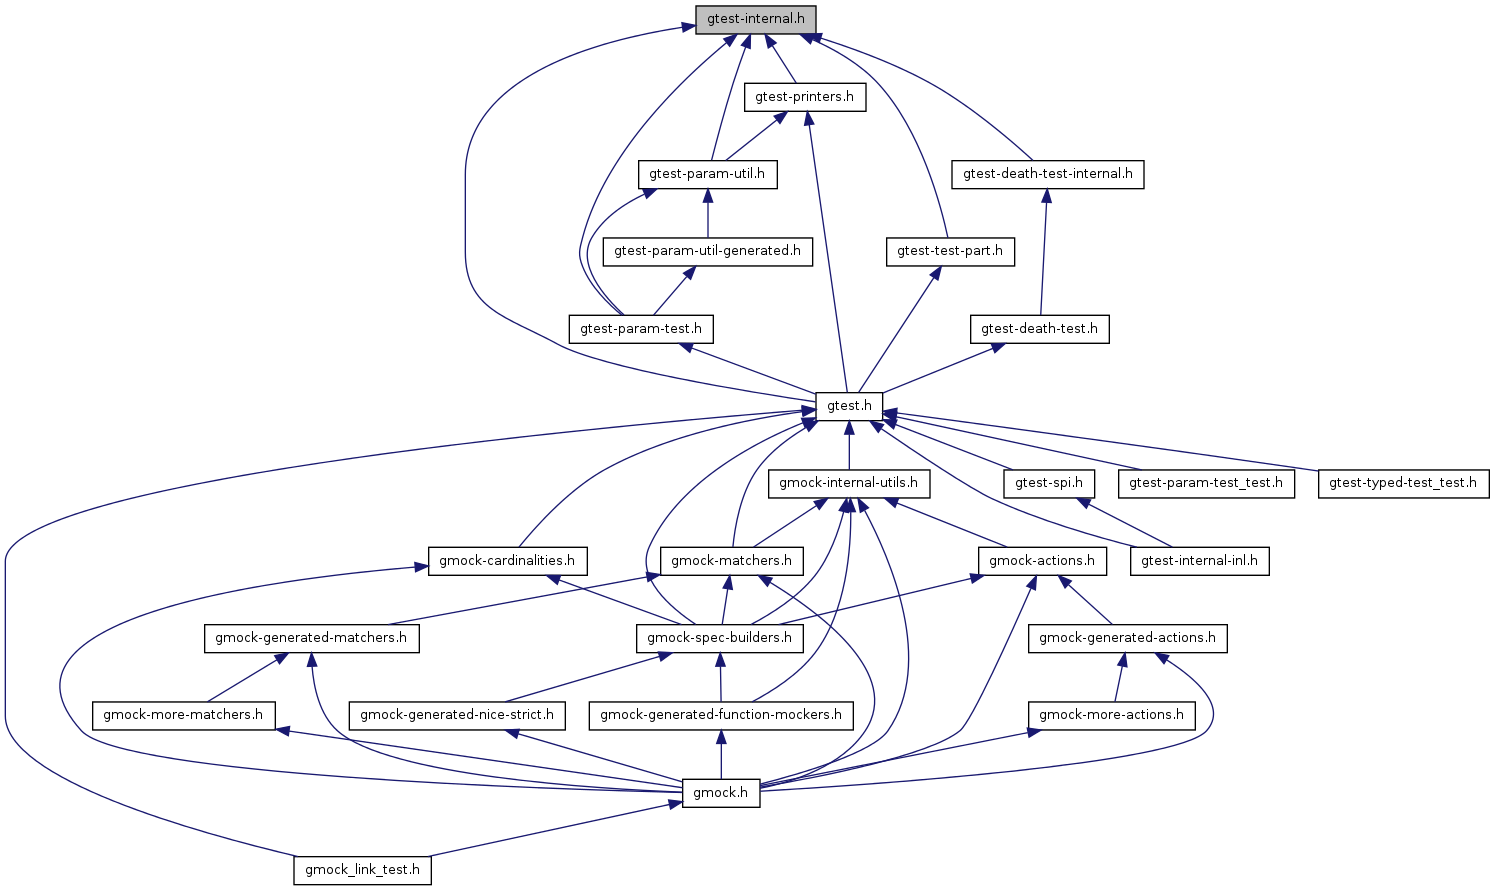 gtest-internal.h
gtest-printers.h
gtest-param-util.h
gtest-death-test-internal.h
gtest-param-util-generated.h
gtest-test-part.h
gtest-param-test.h
gtest-death-test.h
gtest.h
gmock-internal-utils.h
gtest-spi.h
gtest-param-test_test.h
gtest-typed-test_test.h
gmock-cardinalities.h
gmock-matchers.h
gmock-actions.h
gtest-internal-inl.h
gmock-generated-matchers.h
gmock-spec-builders.h
gmock-generated-actions.h
gmock-more-matchers.h
gmock-generated-nice-strict.h
gmock-generated-function-mockers.h
gmock-more-actions.h
gmock.h
gmock_link_test.h